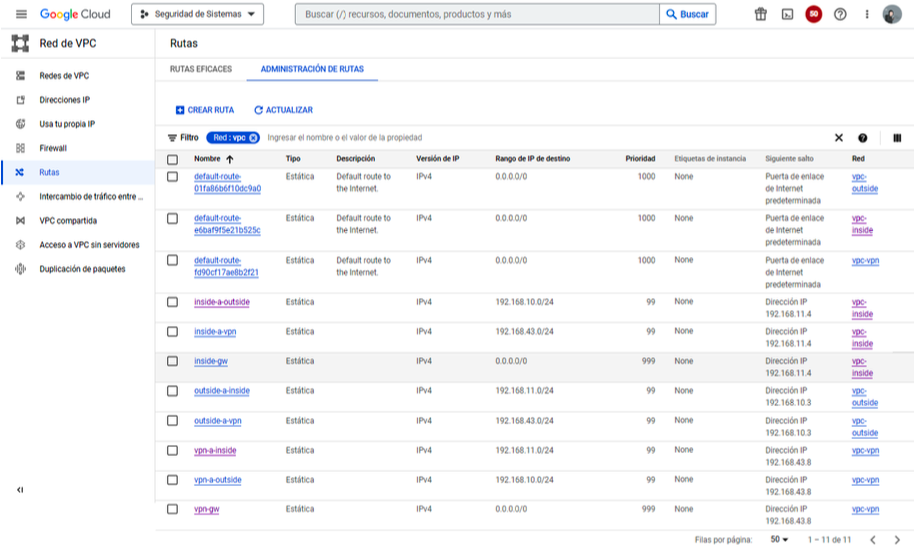 Google Cloud
Seguridad de Sistemas
Buscar (/) recursos, documentos, productos y más
Buscar
50
Red de VPC
Rutas
Redes de VPC
Direcciones IP
Usa tu propia IP
Firewall
Rutas
Intercambio de tráfico entre ...
VPC compartida
Acceso a VPC sin servidores
Duplicación de paquetes
RUTAS EFICACES
ADMINISTRACIÓN DE RUTAS
CREAR RUTA
ACTUALIZAR
Filtro
Red : vpc
Ingresar el nombre o el valor de la propiedad
Nombre Tipo Descripción Versión de IP Rango de IP de destino Prioridad Etiquetas de instancia Siguiente salto Red
default-route- Estática Default route to IPv4 0.0.0.0/0 1000 None Puerta de enlace vpc-
01fa86b6f10dc9a0 the Internet. de Internet outside
predeterminada
default-route- Estática Default route to IPv4 0.0.0.0/0 1000 None Puerta de enlace vpc-
e6baf9f5e21b525c the Internet. de Internet inside
predeterminada
default-route- Estática Default route to IPv4 0.0.0.0/0 1000 None Puerta de enlace vpc-vpn
fd90cf17ae8b2f21 the Internet. de Internet
predeterminada
inside-a-outside Estática IPv4 192.168.10.0/24 99 None Dirección IP vpc-
192.168.11.4 inside
inside-a-vpn Estática IPv4 192.168.43.0/24 99 None Dirección IP vpc-
192.168.11.4 inside
inside-gw Estática IPv4 0.0.0.0/0 999 None Dirección IP vpc-
192.168.11.4 inside
outside-a-inside Estática IPv4 192.168.11.0/24 99 None Dirección IP vpc-
192.168.10.3 outside
outside-a-vpn Estática IPv4 192.168.43.0/24 99 None Dirección IP vpc-
192.168.10.3 outside
vpn-a-inside Estática IPv4 192.168.11.0/24 99 None Dirección IP vpc-vpn
192.168.43.8
vpn-a-outside Estática IPv4 192.168.10.0/24 99 None Dirección IP vpc-vpn
192.168.43.8
vpn-gw Estática IPv4 0.0.0.0/0 999 None Dirección IP vpc-vpn
192.168.43.8
Filas por página: 50 1 – 11 de 11